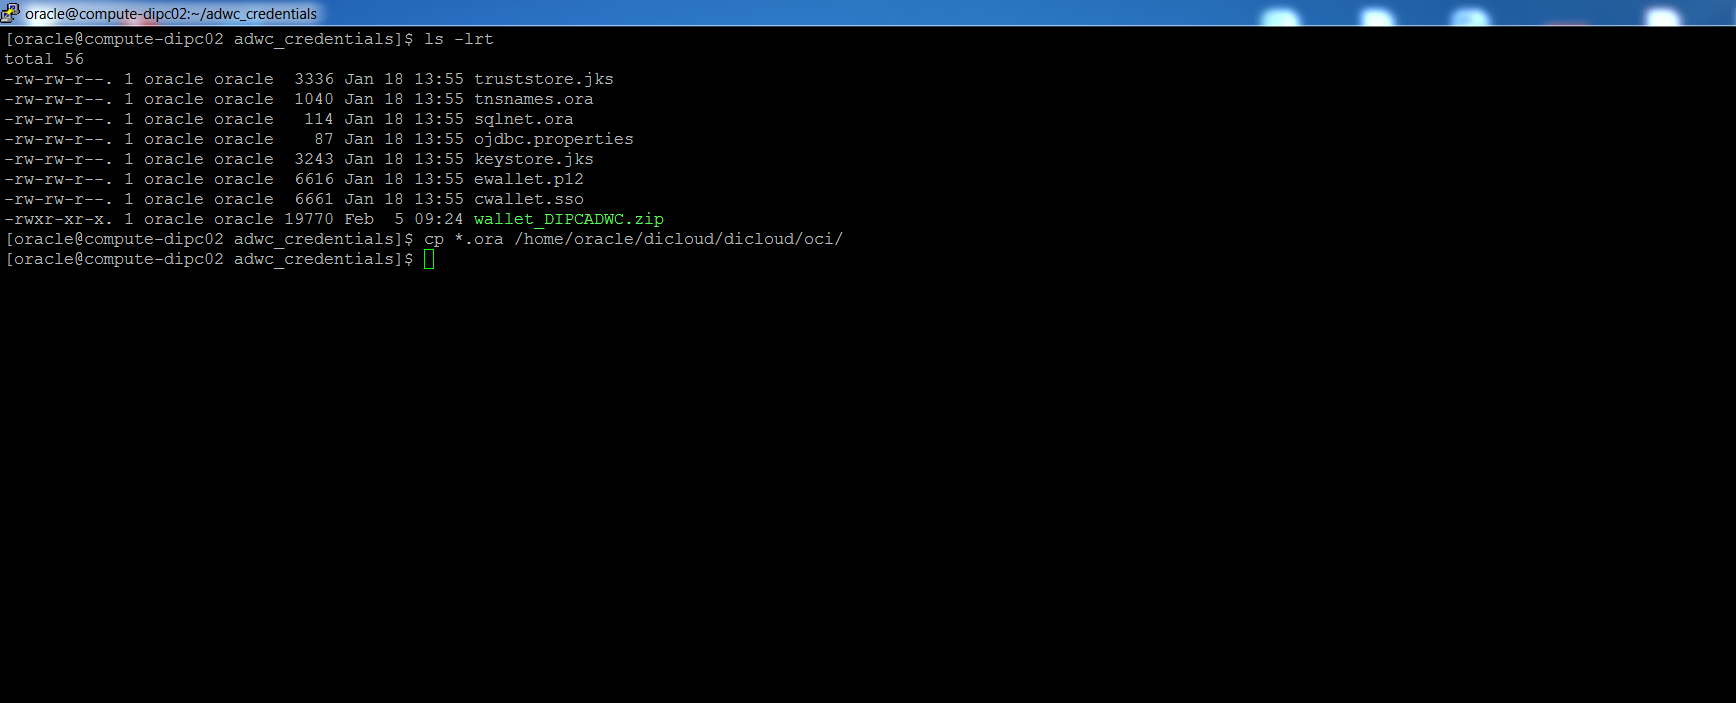 oracle@compute-dipc02:~/adwc_credentials
[oracle@compute-dipc02 adwc_credentials]$ ls -lrt
total 56
-rw-rw-r--. 1 oracle oracle  3336 Jan 18 13:55 truststore.jks
-rw-rw-r--. 1 oracle oracle  1040 Jan 18 13:55 tnsnames.ora
-rw-rw-r--. 1 oracle oracle   114 Jan 18 13:55 sqlnet.ora
-rw-rw-r--. 1 oracle oracle    87 Jan 18 13:55 ojdbc.properties
-rw-rw-r--. 1 oracle oracle  3243 Jan 18 13:55 keystore.jks
-rw-rw-r--. 1 oracle oracle  6616 Jan 18 13:55 ewallet.p12
-rw-rw-r--. 1 oracle oracle  6661 Jan 18 13:55 cwallet.sso
-rwxr-xr-x. 1 oracle oracle 19770 Feb  5 09:24 wallet_DIPCADWC.zip
[oracle@compute-dipc02 adwc_credentials]$ cp *.ora /home/oracle/dicloud/dicloud/oci/
[oracle@compute-dipc02 adwc_credentials]$